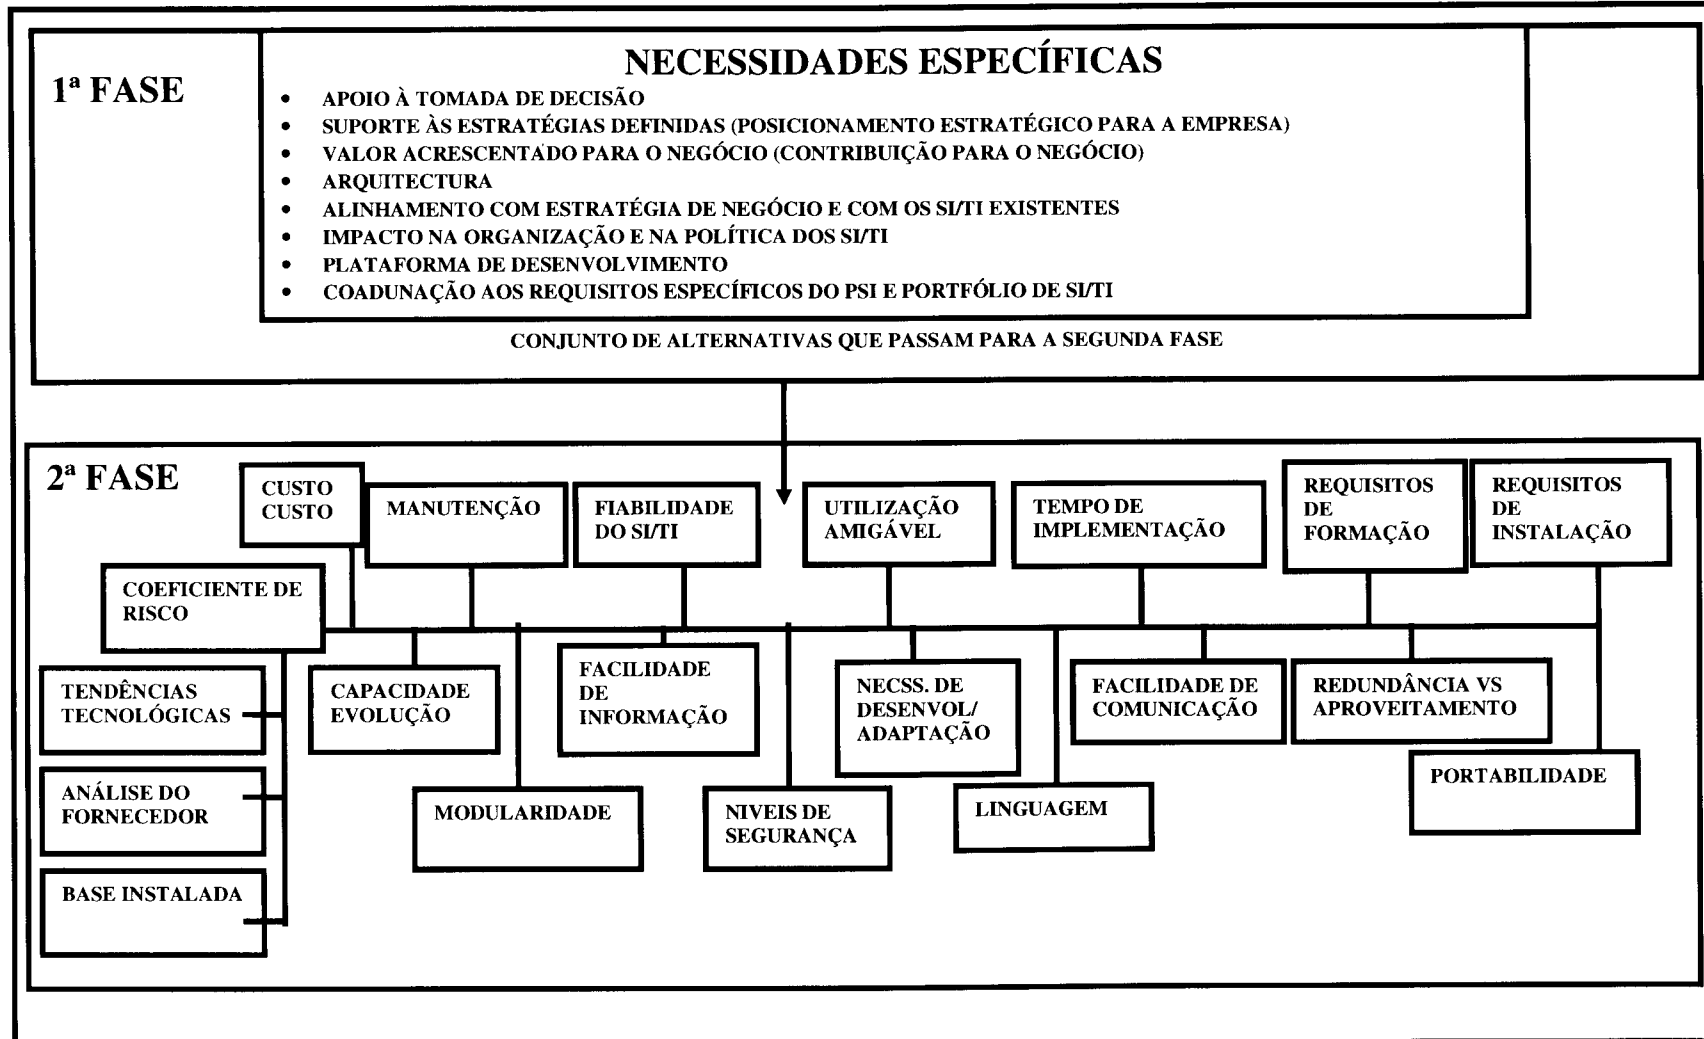 1ª FASE
NECESSIDADES ESPECÍFICAS
• APOIO À TOMADA DE DECISÃO
• SUPORTE ÀS ESTRATÉGIAS DEFINIDAS (POSICIONAMENTO ESTRATÉGICO PARA A EMPRESA)
• VALOR ACRESCENTADO PARA O NEGÓCIO (CONTRIBUIÇÃO PARA O NEGÓCIO)
• ARQUITECTURA
• ALINHAMENTO COM ESTRATÉGIA DE NEGÓCIO E COM OS SI/TI EXISTENTES
• IMPACTO NA ORGANIZAÇÃO E NA POLÍTICA DOS SI/TI
• PLATAFORMA DE DESENVOLVIMENTO
• COADUNAÇÃO AOS REQUISITOS ESPECÍFICOS DO PSI E PORTFÓLIO DE SI/TI
CONJUNTO DE ALTERNATIVAS QUE PASSAM PARA A SEGUNDA FASE
2ª FASE
CUSTO
CUSTO
MANUTENÇÃO
FIABILIDADE
DO SI/TI
UTILIZAÇÃO
AMIGÁVEL
TEMPO DE
IMPLEMENTAÇÃO
REQUISITOS
DE
FORMAÇÃO
REQUISITOS
DE
INSTALAÇÃO
COEFICIENTE DE
RISCO
TENDÊNCIAS
TECNOLÓGICAS
CAPACIDADE
EVOLUÇÃO
FACILIDADE
DE
INFORMAÇÃO
NECSS. DE
DESENVOL/
ADAPTAÇÃO
FACILIDADE DE
COMUNICAÇÃO
REDUNDÂNCIA VS
APROVEITAMENTO
ANÁLISE DO
FORNECEDOR
MODULARIDADE
NIVEIS DE
SEGURANÇA
LINGUAGEM
PORTABILIDADE
BASE INSTALADA